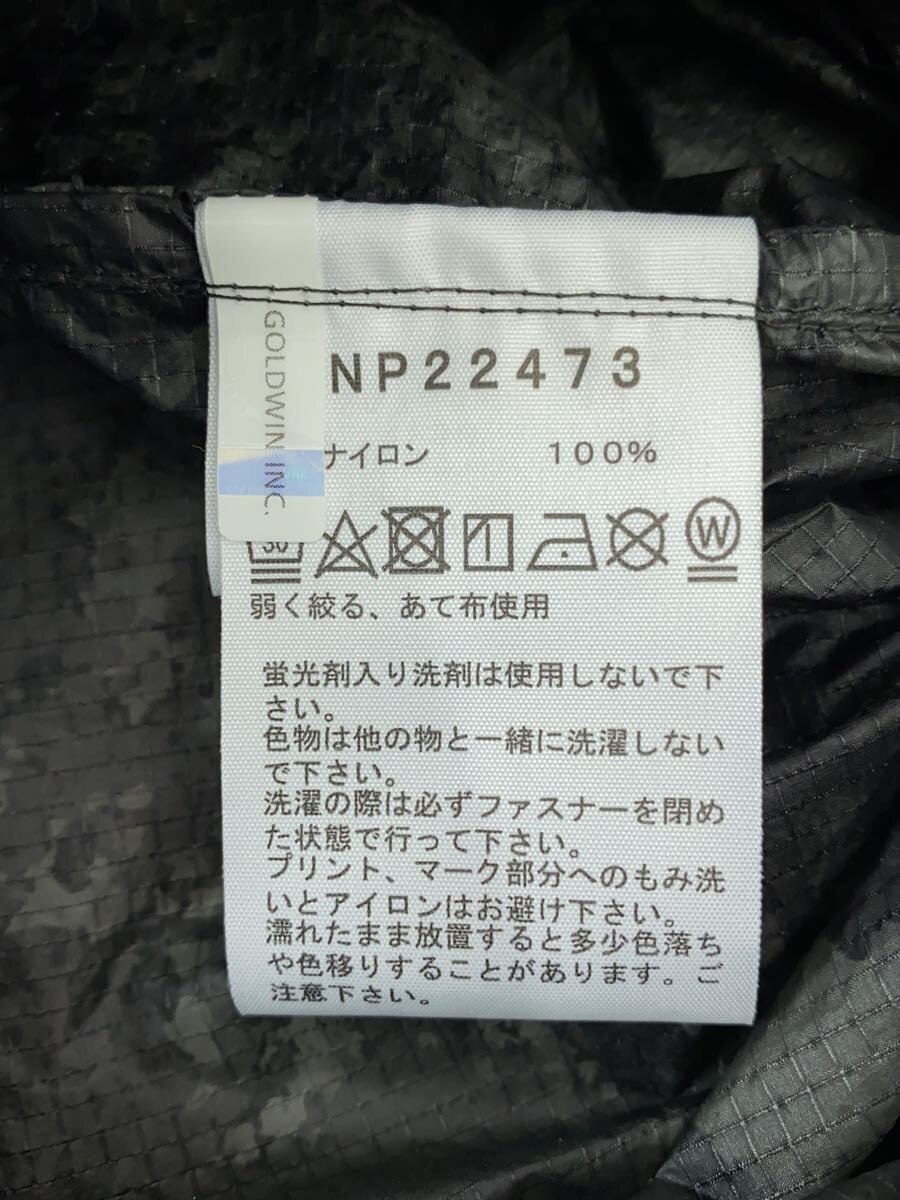 GOLDWIN INC.
NP22473
ナイロン 100%
30
W
弱く絞る、あて布使用
蛍光剤入り洗剤は使用しないで下
さい。
色物は他の物と一緒に洗濯しない
で下さい。
洗濯の際は必ずファスナーを閉め
た状態で行って下さい。
プリント、マーク部分へのもみ洗
いとアイロンはお避け下さい。
濡れたまま放置すると多少色落ち
や色移りすることがあります。ご
注意下さい。